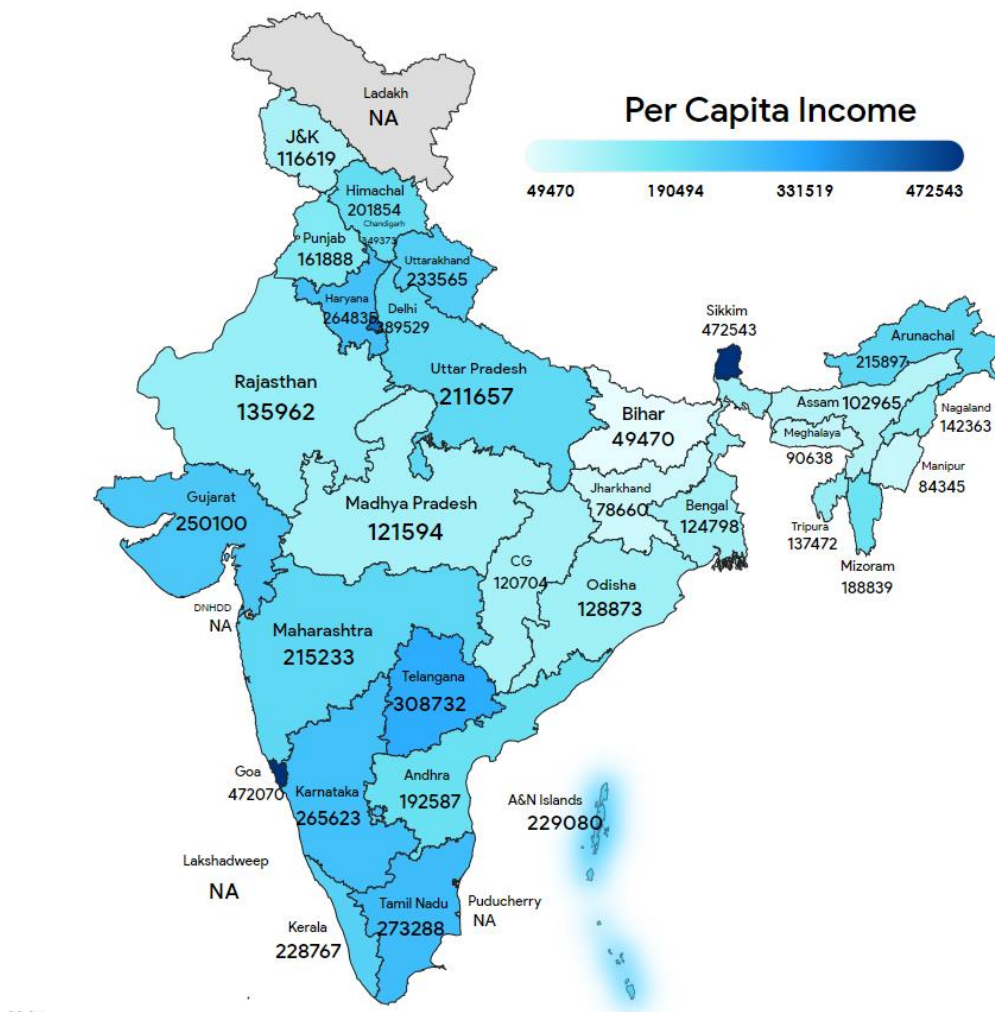 Per Capita Income
49470 190494 331519 472543
Ladakh
NA
J&K
116619
Himachal
201854
Chandigarh
349373
Punjab
161888
Uttarakhand
233565
Haryana
264835
Delhi
389529
Sikkim
472543
Arunachal
215897
Rajasthan
135962
Uttar Pradesh
211657
Bihar
49470
Assam 102965
Nagaland
142363
Meghalaya
90638
Manipur
84345
Gujarat
250100
Madhya Pradesh
121594
Jharkhand
78660
Bengal
124798
Tripura
137472
Mizoram
188839
CG
120704
Odisha
128873
DNHDD
NA
Maharashtra
215233
Telangana
308732
Goa
472070
Karnataka
265623
Andhra
192587
A&N Islands
229080
Lakshadweep
NA
Tamil Nadu
273288
Puducherry
NA
Kerala
228767